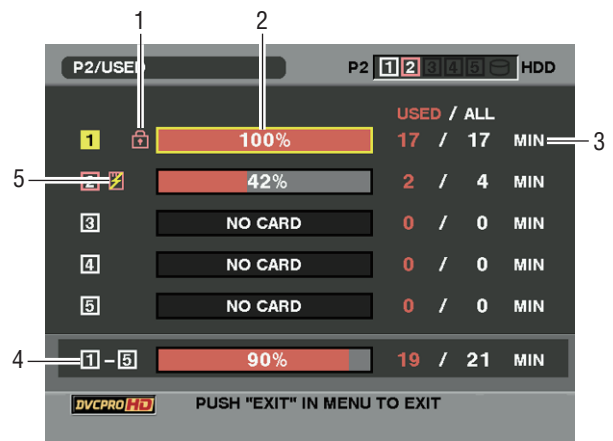 1 2
P2/USED P2 1 2 3 4 5 HDD
USED / ALL
1 100% 17 / 17 MIN 3
5 2 42% 2 / 4 MIN
3 NO CARD 0 / 0 MIN
4 NO CARD 0 / 0 MIN
5 NO CARD 0 / 0 MIN
4 1 – 5 90% 19 / 21 MIN
DVCPRO HD PUSH "EXIT" IN MENU TO EXIT